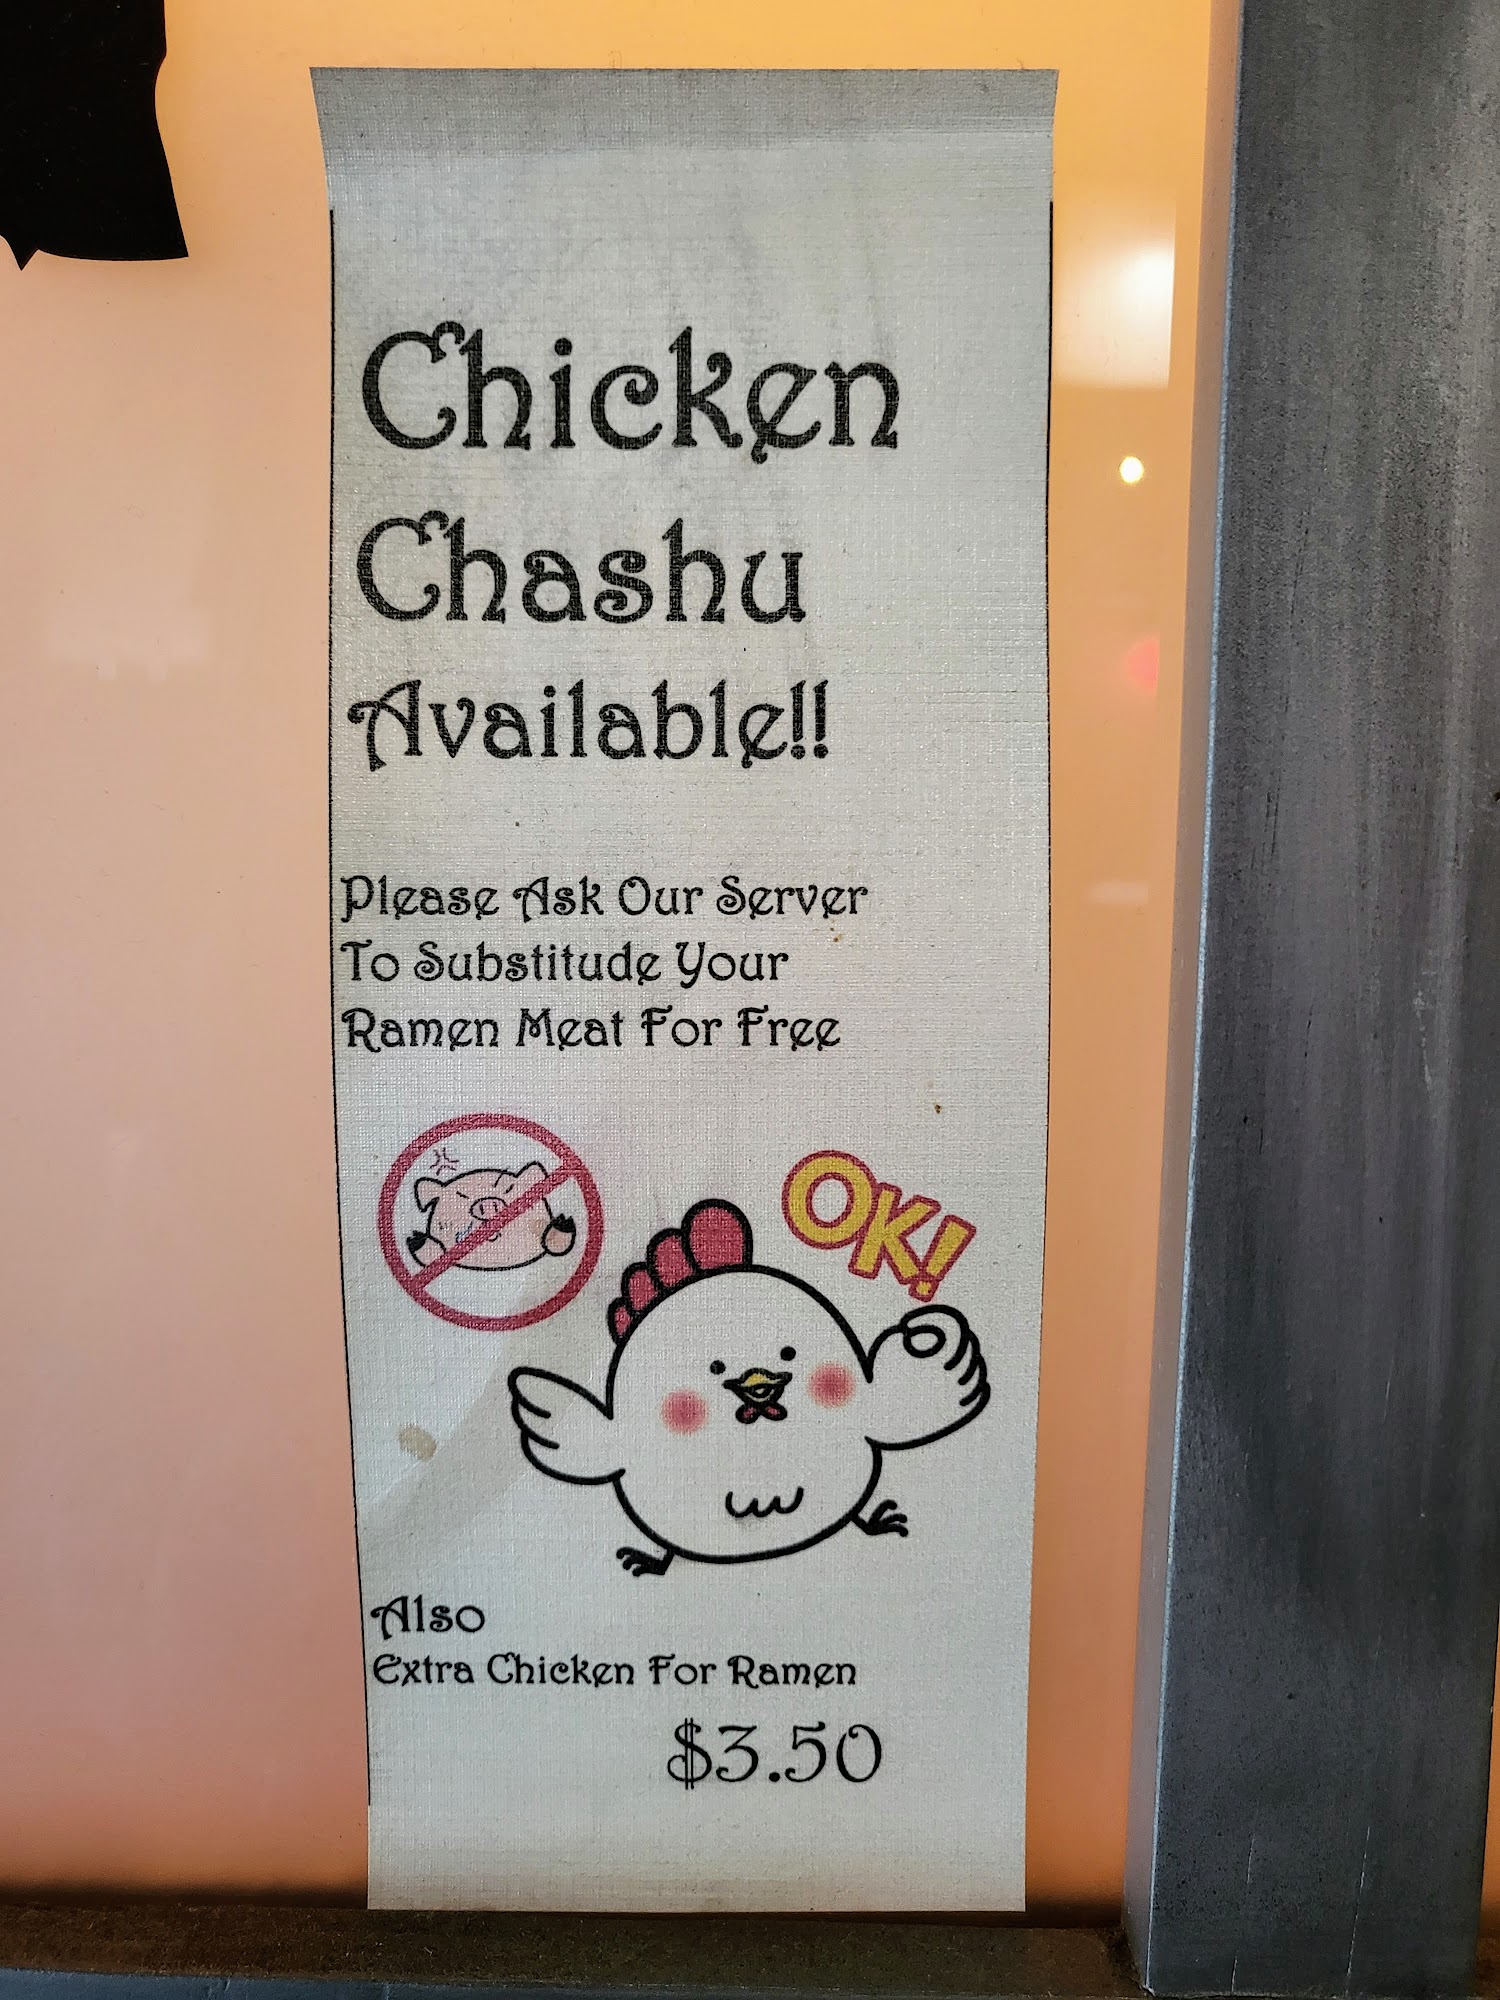 Chicken
Chashu
Available!!
Please Ask Our Server
To Substitude Your
Ramen Meat For Free
OK!
Also
Extra Chicken For Ramen
$3.50